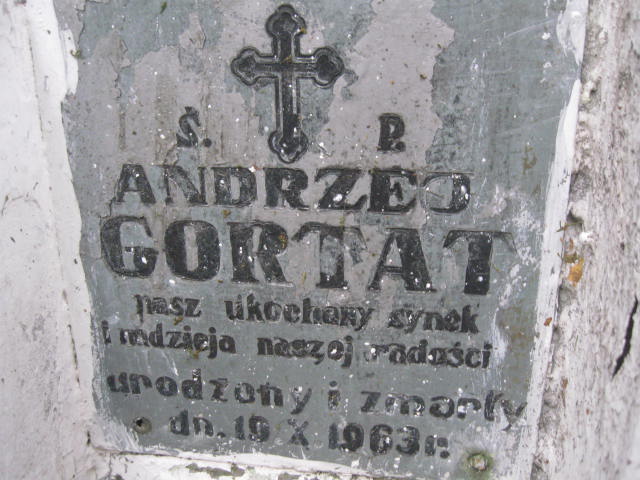 Ś. P.
ANDRZEJ
GORTAT
nasz ukochany synek
i nadzieja naszej radości
urodzony i zmarły
dn. 19 X 1963 r.